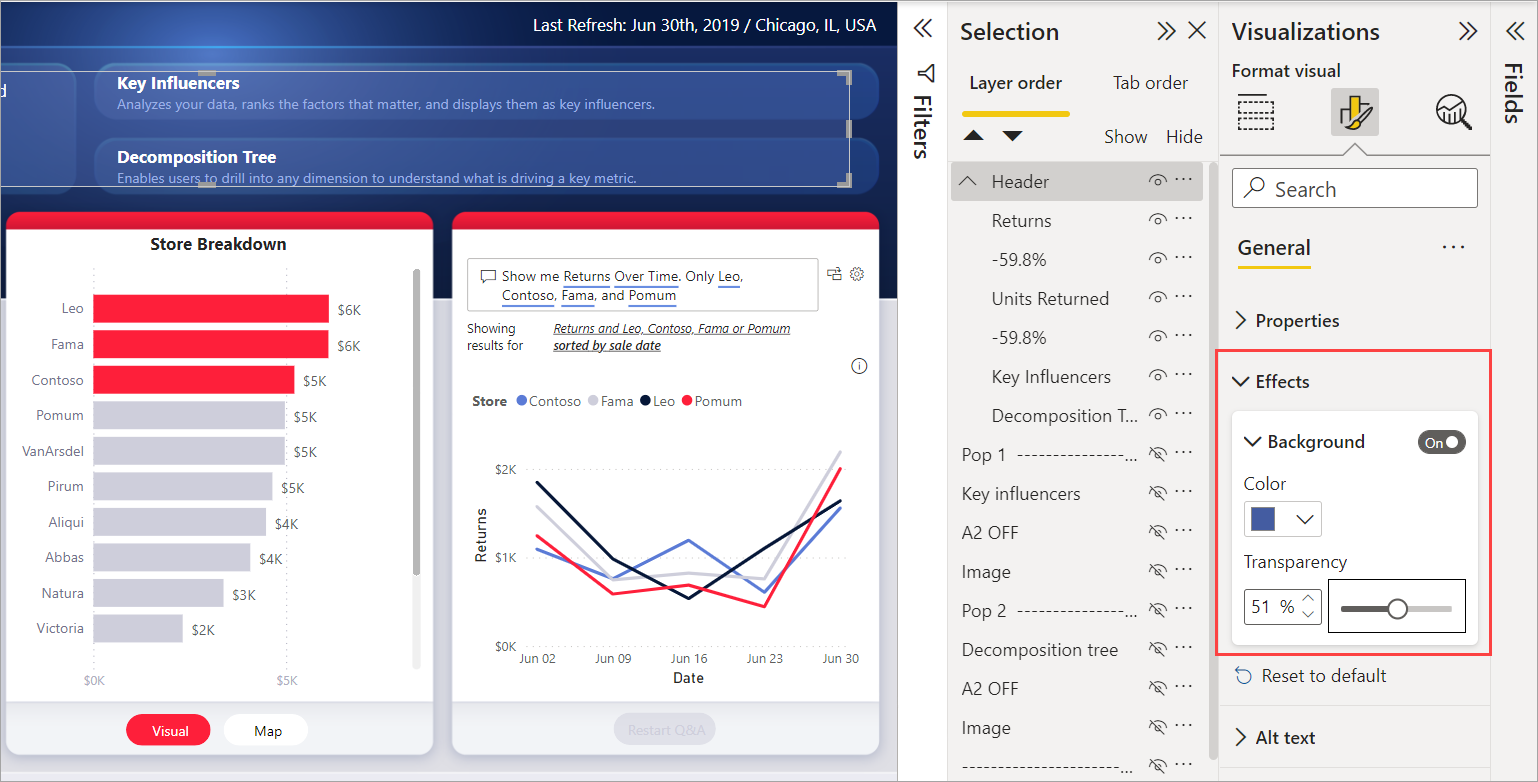 Last Refresh: Jun 30th, 2019 / Chicago, IL, USA
d
Key Influencers
Analyzes your data, ranks the factors that matter, and displays them as key influencers.
Decomposition Tree
Enables users to drill into any dimension to understand what is driving a key metric.
Store Breakdown
Leo $6K
Fama $6K
Contoso $5K
Pomum $5K
VanArsdel $5K
Pirum $5K
Aliqui $4K
Abbas $4K
Natura $3K
Victoria $2K
$0K $5K
Visual Map
Show me Returns Over Time. Only Leo,
Contoso, Fama, and Pomum
Showing
results for
Returns and Leo, Contoso, Fama or Pomum
sorted by sale date
Store Contoso Fama Leo Pomum
Returns
$2K
$1K
$0K
Jun 02 Jun 09 Jun 16 Jun 23 Jun 30
Date
Restart Q&A
Filters
Selection
Layer order Tab order
Show Hide
Header
Returns
-59.8%
Units Returned
-59.8%
Key Influencers
Decomposition T...
Pop 1 ---------------...
Key influencers
A2 OFF
Image
Pop 2 ---------------...
Decomposition tree
A2 OFF
Image
----------------------...
Visualizations
Format visual
Search
General
Properties
Effects
Background On
Color
Transparency
51 %
Reset to default
Alt text
Fields